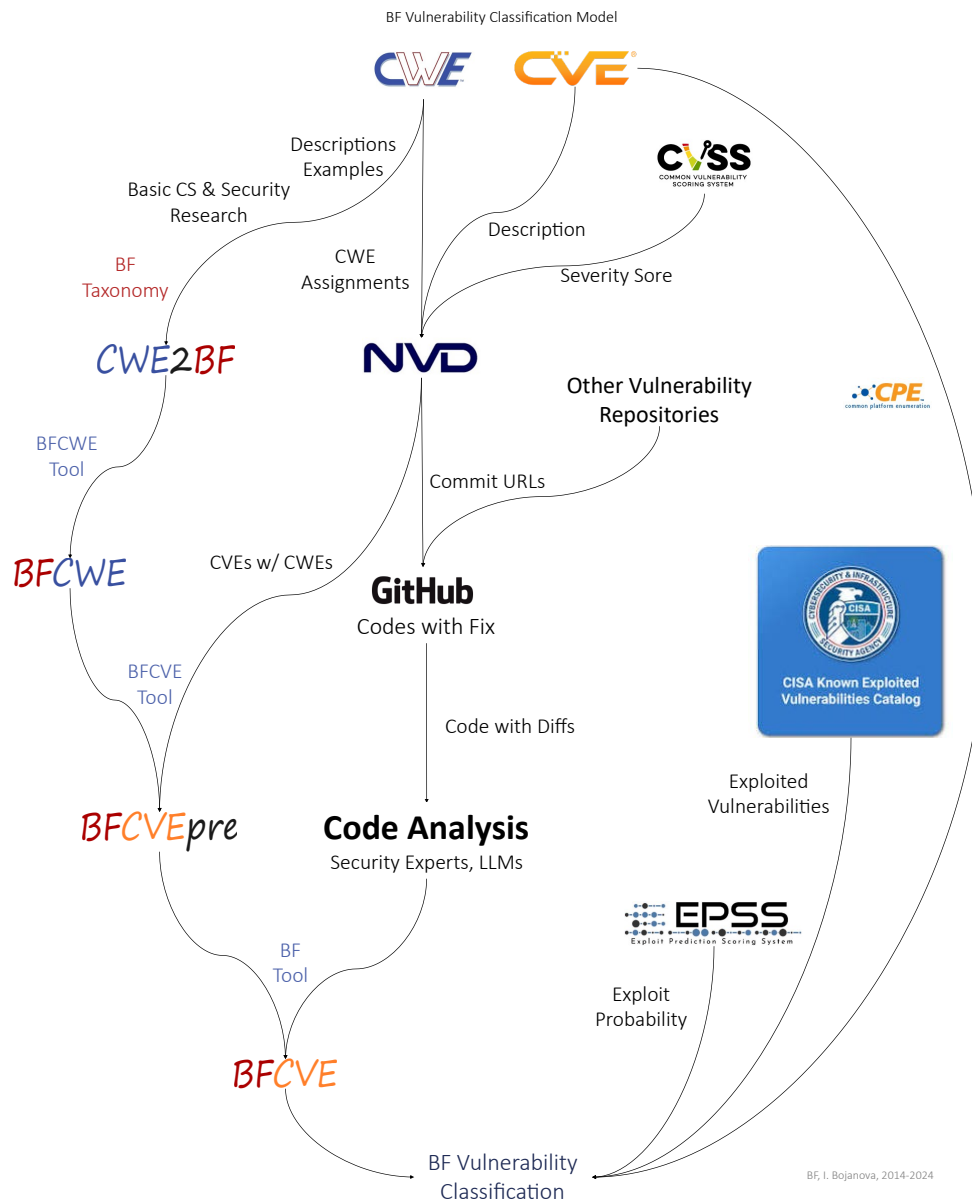 BF Vulnerability Classification Model
CWE
CVE
Descriptions
Examples
CVSS
COMMON VULNERABILITY
SCORING SYSTEM
Basic CS & Security
Research
Description
CWE
Assignments
Severity Sore
BF
Taxonomy
CWE2BF
NVD
Other Vulnerability
Repositories
CPE
common platform enumeration
BFCWE
Tool
Commit URLs
BFCWE
CVEs w/ CWEs
GitHub
Codes with Fix
CYBERSECURITY & INFRASTRUCTURE
CISA
SECURITY AGENCY
CISA Known Exploited
Vulnerabilities Catalog
BFCVE
Tool
Code with Diffs
Exploited
Vulnerabilities
BFCVEpre
Code Analysis
Security Experts, LLMs
EPSS
Exploit Prediction Scoring System
BF
Tool
Exploit
Probability
BFCVE
BF Vulnerability
Classification
BF, I. Bojanova, 2014-2024